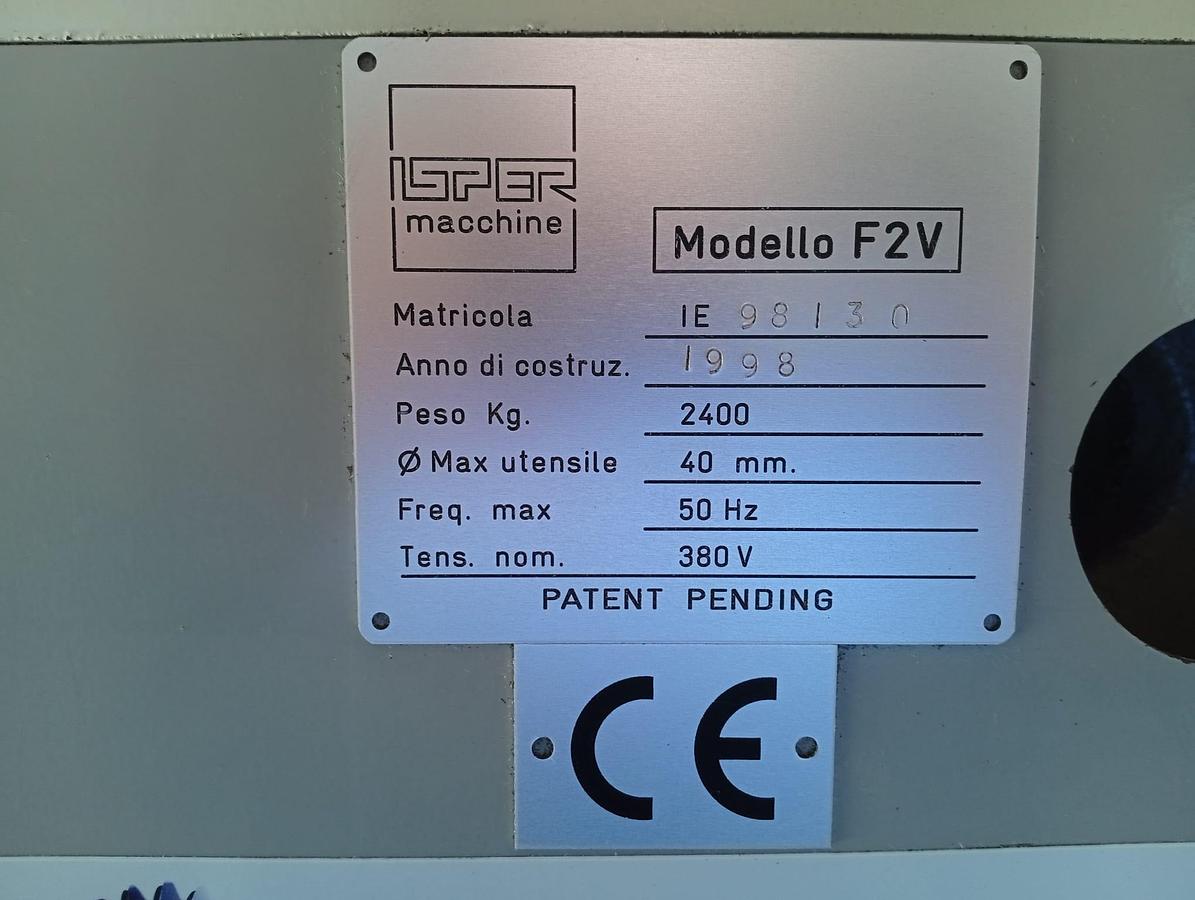 ISPER
macchine
Modello F2V
Matricola IE 98130
Anno di costruz. 1998
Peso Kg. 2400
Ø Max utensile 40 mm.
Freq. max 50 Hz
Tens. nom. 380 V
PATENT PENDING
CE